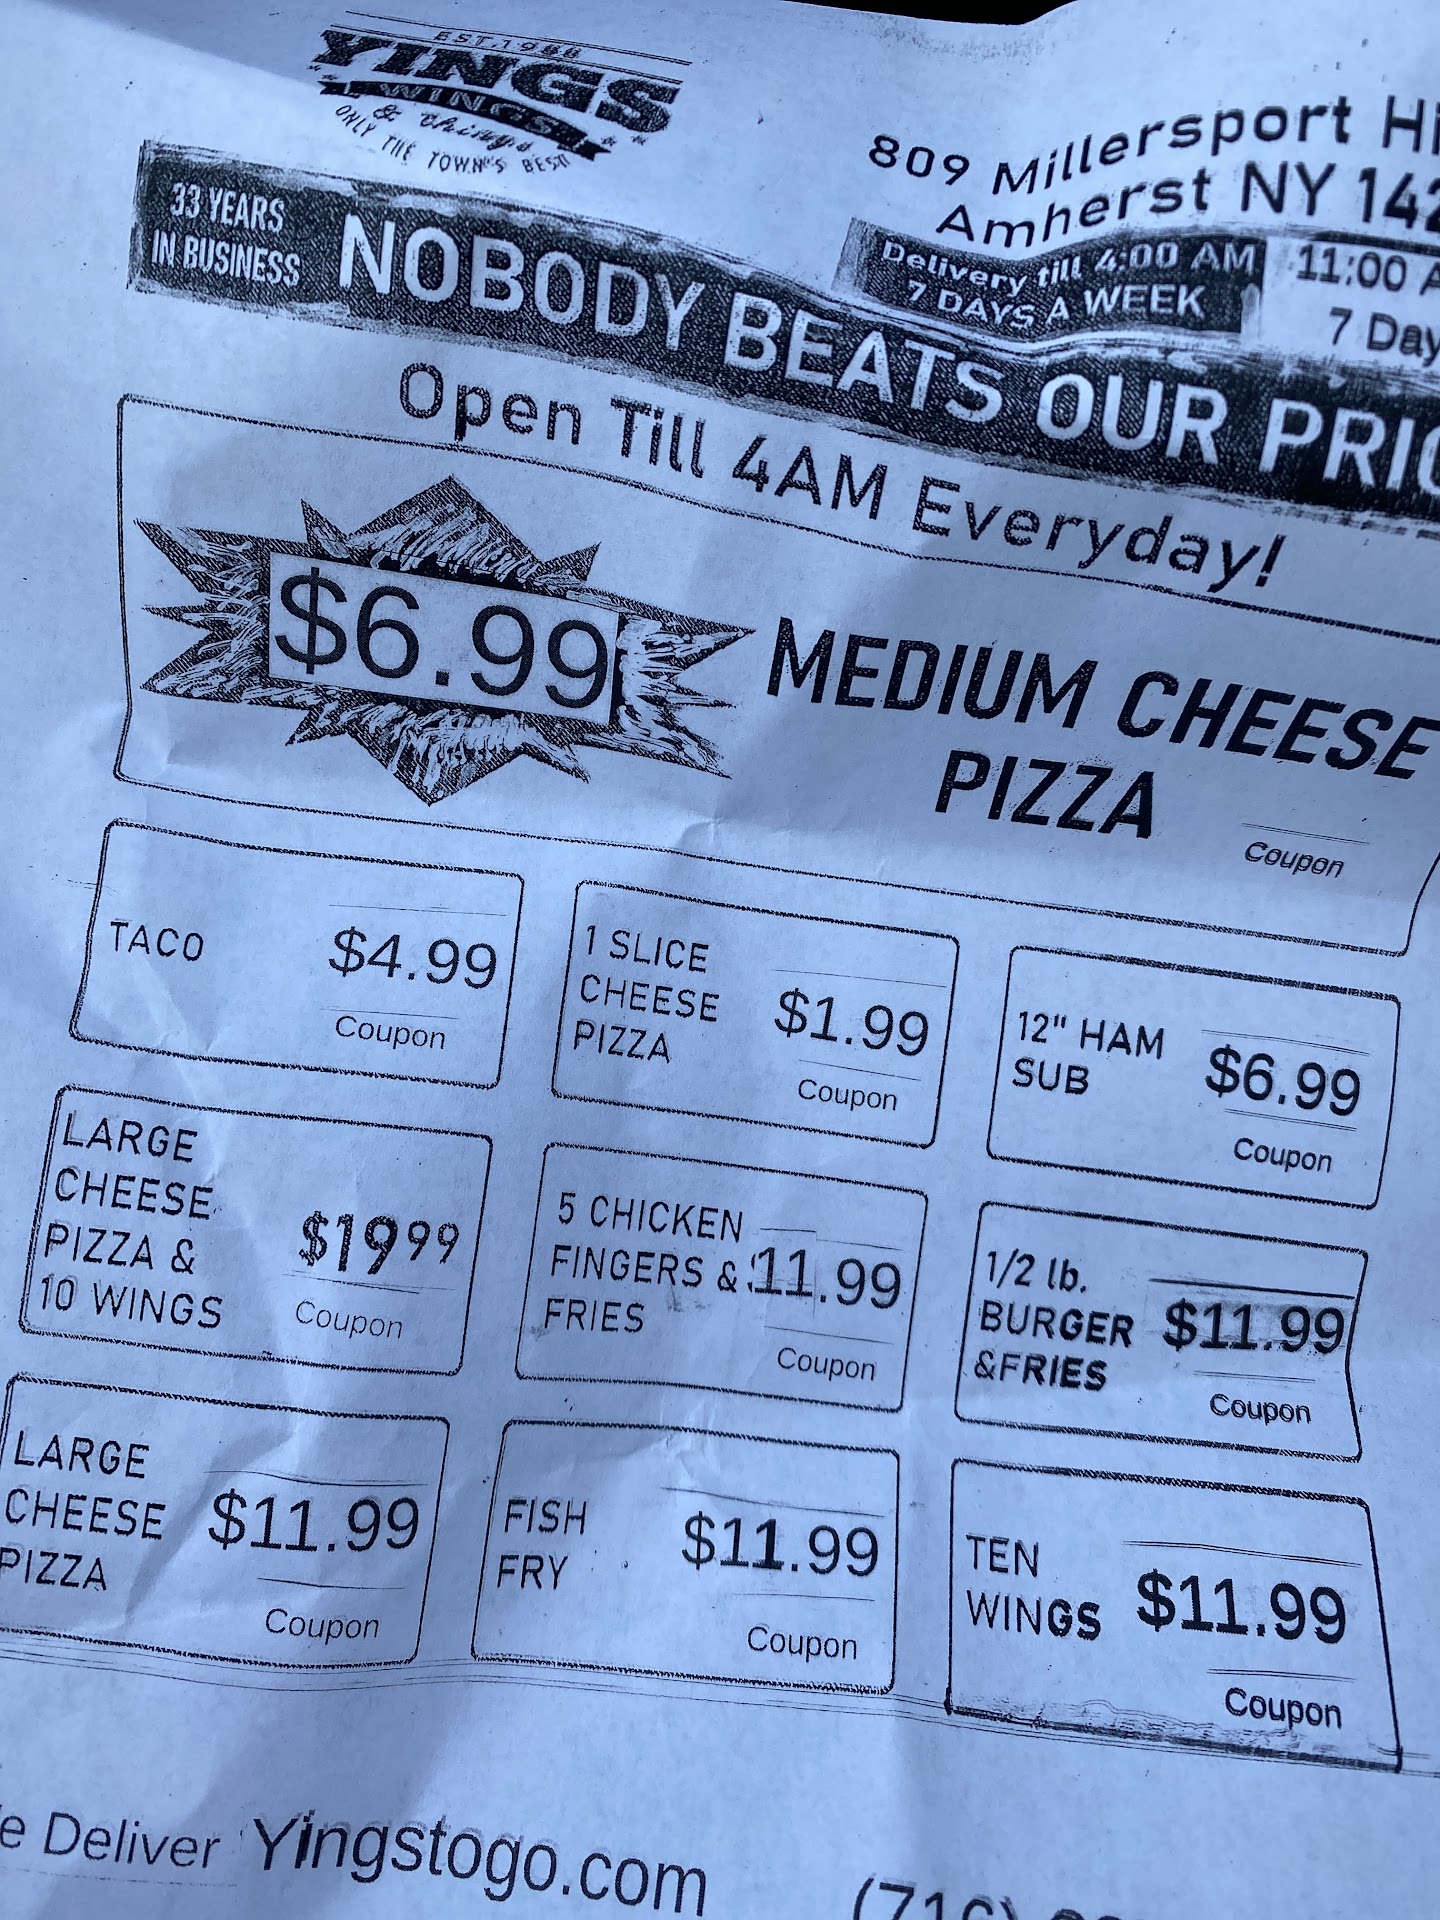 EST.1988
YINGS
WINGS
& things
ONLY THE TOWN'S BEST!
809 Millersport
Amherst NY
Delivery till 4:00 AM
7 DAYS A WEEK
11:00
7
33 YEARS
IN BUSINESS
NOBODY BEATS OUR
Open Till 4AM Everyday!
$6.99
MEDIUM CHEESE
PIZZA
Coupon
TACO
$4.99
Coupon
1 SLICE
CHEESE
PIZZA
$1.99
Coupon
12" HAM
SUB
$6.99
Coupon
LARGE
CHEESE
PIZZA &
10 WINGS
$19.99
Coupon
5 CHICKEN
FINGERS &
FRIES
11.99
Coupon
1/2 lb.
BURGER
&FRIES
$11.99
Coupon
LARGE
CHEESE
PIZZA
$11.99
Coupon
FISH
FRY
$11.99
Coupon
TEN
WINGS
$11.99
Coupon
Deliver Yingstogo.com